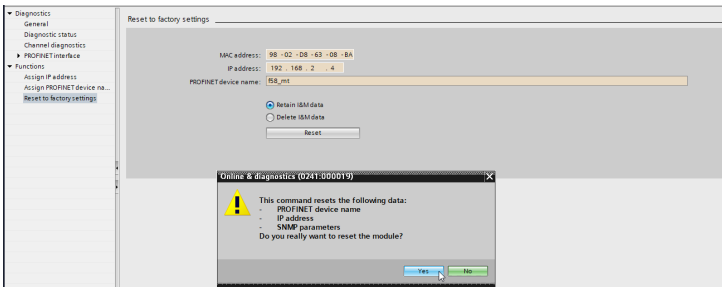 Diagnostics
General
Diagnostic status
Channel diagnostics
PROFINET interface
Functions
Assign IP address
Assign PROFINET device na...
Reset to factory settings
Reset to factory settings
MAC address: 98 - 02 - D8 - 63 - 08 - BA
IP address: 192 . 168 . 2 . 4
PROFINET device name: f58_mt
Retain I&M data
Delete I&M data
Reset
Online & diagnostics (0241:000019)
This command resets the following data:
- PROFINET device name
- IP address
- SNMP parameters
Do you really want to reset the module?
Yes No